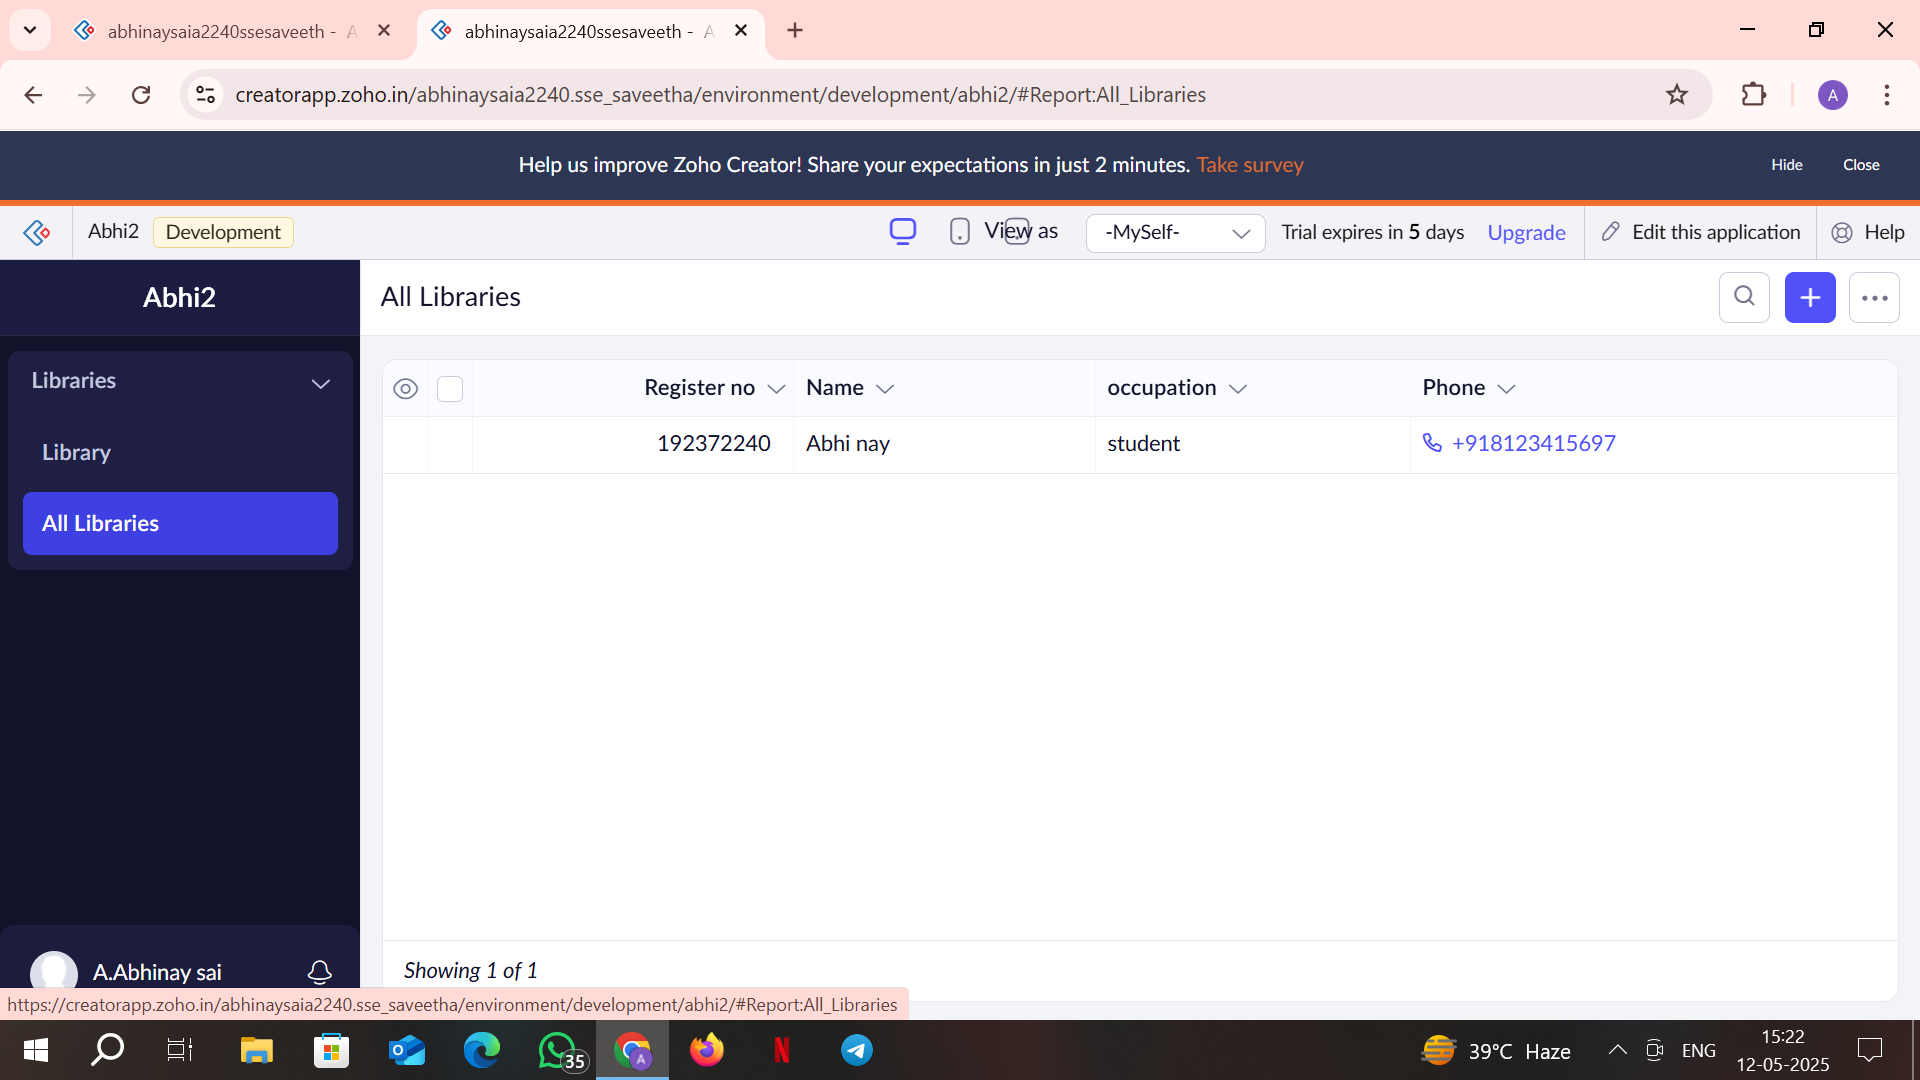 abhinaysaia2240ssesaveeth - A
abhinaysaia2240ssesaveeth - A
creatorapp.zoho.in/abhinaysaia2240.sse_saveetha/environment/development/abhi2/#Report:All_Libraries
A
Help us improve Zoho Creator! Share your expectations in just 2 minutes. Take survey
Hide
Close
Abhi2
Development
View as
-MySelf-
Trial expires in 5 days
Upgrade
Edit this application
Help
Abhi2
All Libraries
Libraries
Library
All Libraries
Register no
Name
occupation
Phone
192372240
Abhi nay
student
+918123415697
Showing 1 of 1
A.Abhinay sai
https://creatorapp.zoho.in/abhinaysaia2240.sse_saveetha/environment/development/abhi2/#Report:All_Libraries
35
A
N
39°C Haze
ENG
15:22
12-05-2025